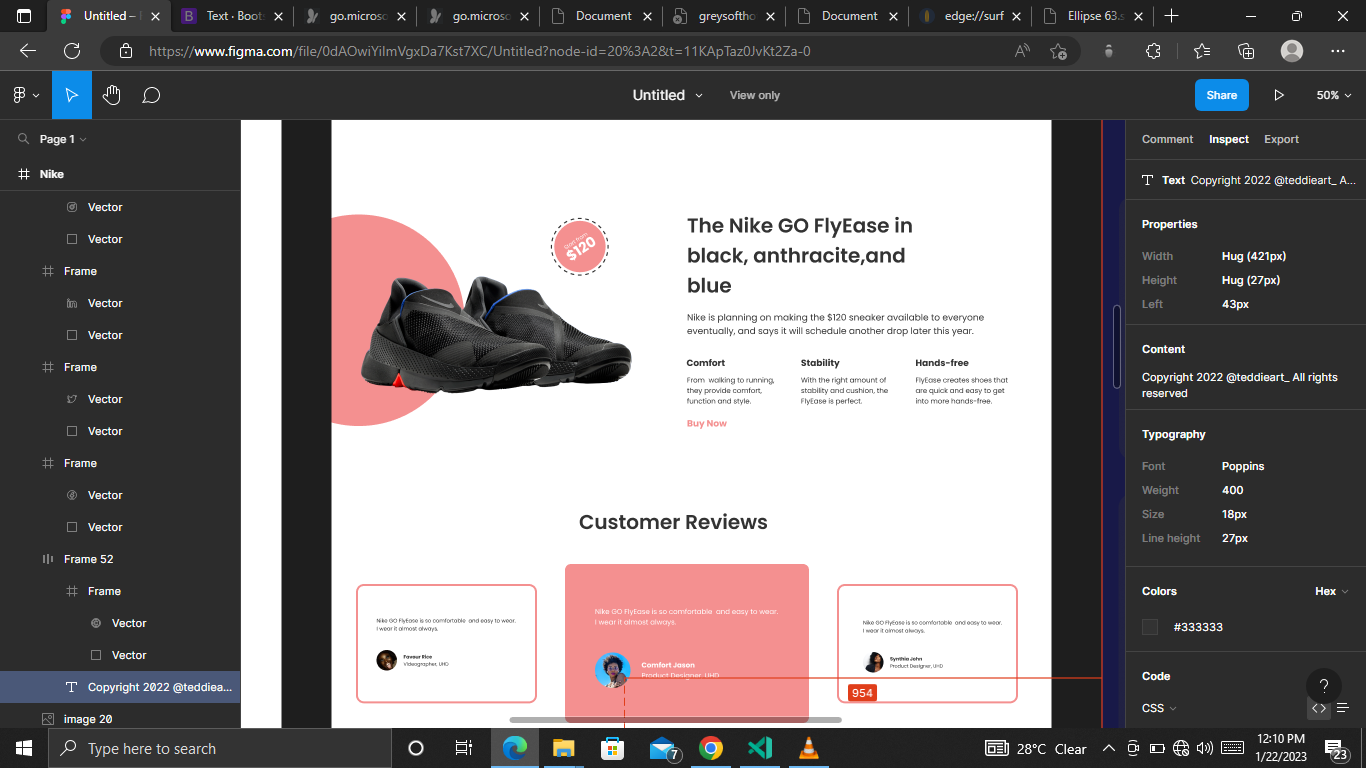 Untitled –
Text · Boots
go.microso
go.microso
Document
greysoftho
Document
edge://surf
Ellipse 63.s
https://www.figma.com/file/0dAOwiYiImVgxDa7Kst7XC/Untitled?node-id=20%3A2&t=11KApTaz0JvKt2Za-0
Untitled
View only
Share
50%
Page 1
Nike
Vector
Vector
Frame
Vector
Vector
Frame
Vector
Vector
Frame
Vector
Vector
Frame 52
Frame
Vector
Vector
Copyright 2022 @teddiea...
image 20
Start from
$120
The Nike GO FlyEase in
black, anthracite,and
blue
Nike is planning on making the $120 sneaker available to everyone
eventually, and says it will schedule another drop later this year.
Comfort
From walking to running,
they provide comfort,
function and style.
Stability
With the right amount of
stability and cushion, the
FlyEase is perfect.
Hands-free
FlyEase creates shoes that
are quick and easy to get
into more hands-free.
Buy Now
Customer Reviews
Nike GO FlyEase is so comfortable and easy to wear.
I wear it almost always.
Favour Rice
Videographer, UHD
Nike GO FlyEase is so comfortable and easy to wear.
I wear it almost always.
Comfort Jason
Product Designer, UHD
Nike GO FlyEase is so comfortable and easy to wear.
I wear it almost always.
Synthia John
Product Designer, UHD
954
Comment
Inspect
Export
Text Copyright 2022 @teddieart_ A...
Properties
Width Hug (421px)
Height Hug (27px)
Left 43px
Content
Copyright 2022 @teddieart_ All rights
reserved
Typography
Font Poppins
Weight 400
Size 18px
Line height 27px
Colors
Hex
#333333
Code
CSS
?
Type here to search
7
28°C Clear
12:10 PM
1/22/2023
23